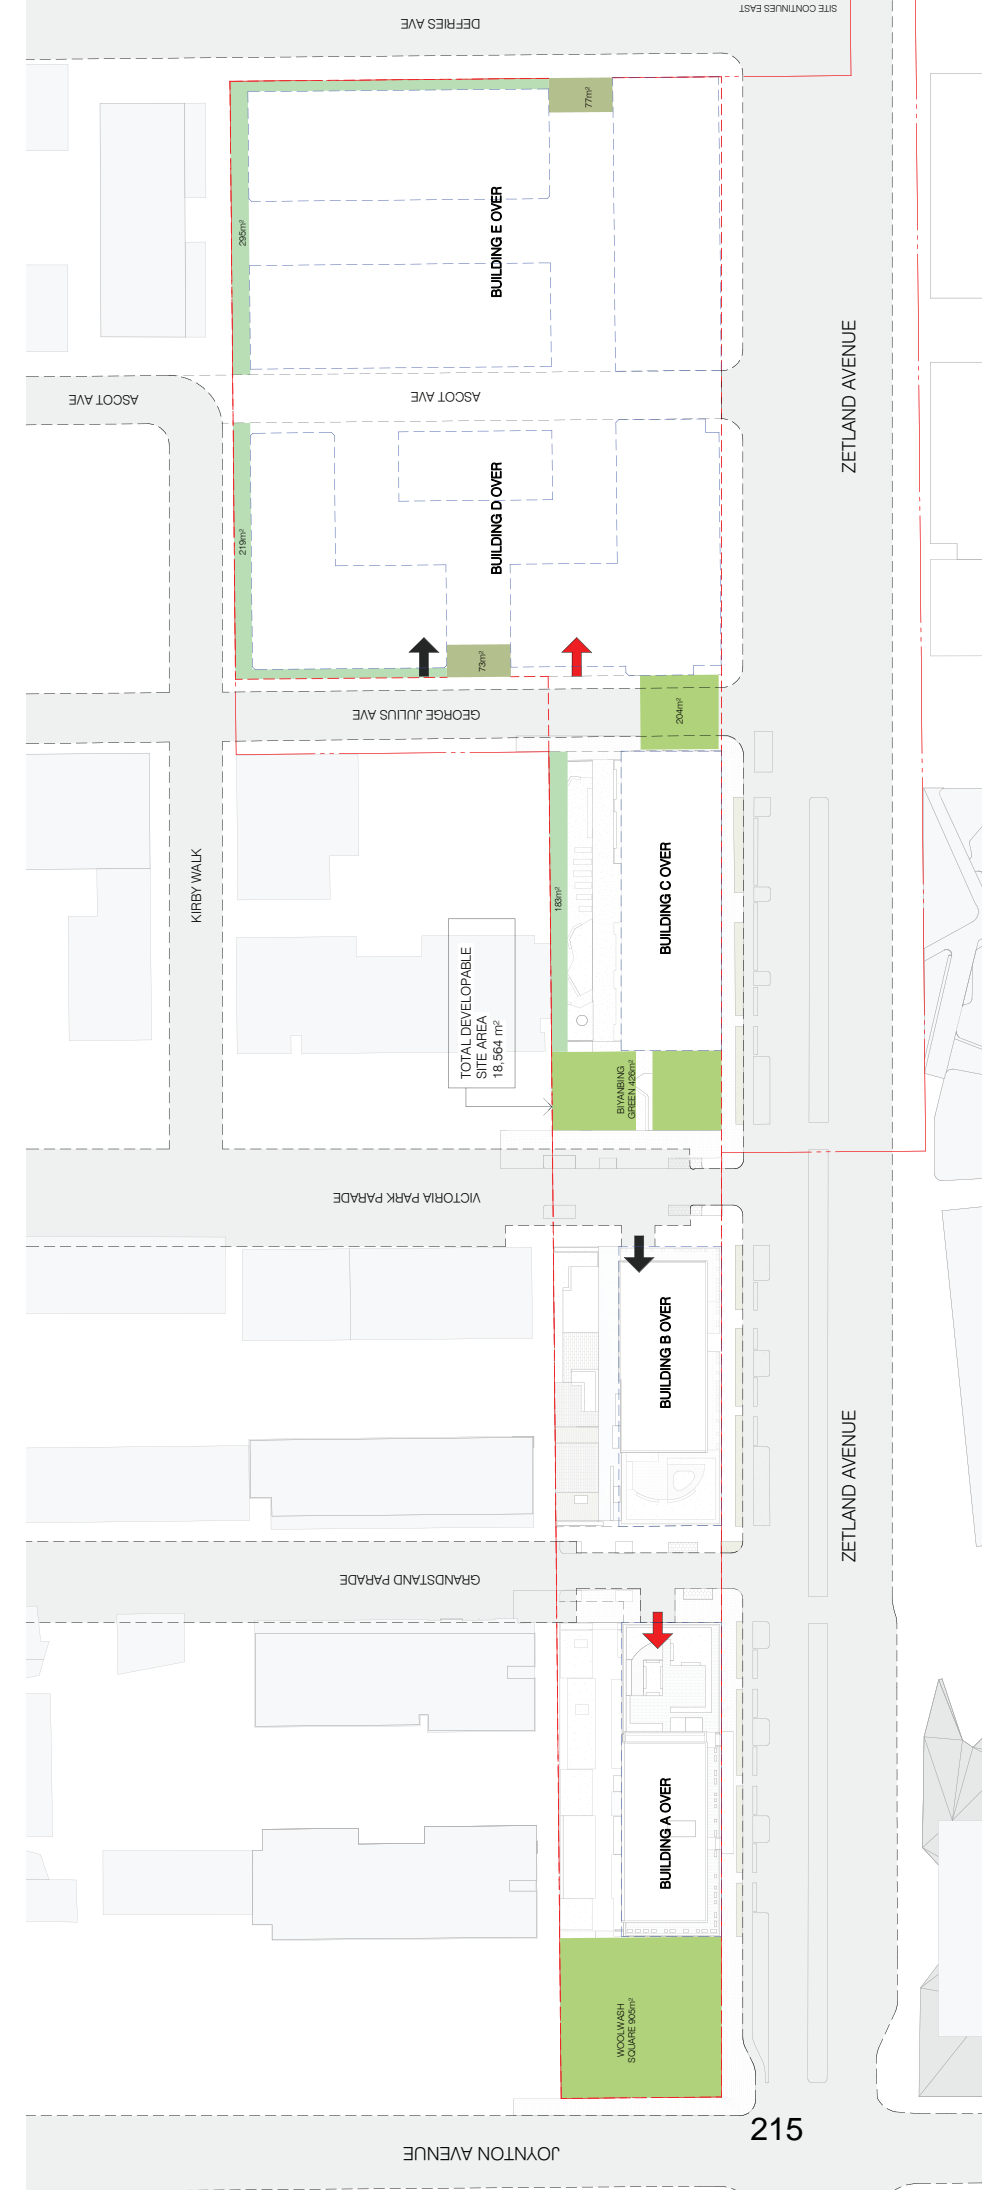 SITE CONTINUES EAST
DEFRIES AVE
77m²
295m²
BUILDING E OVER
ZETLAND AVENUE
ASCOT AVE
ASCOT AVE
219m²
BUILDING D OVER
73m²
204m²
GEORGE JULIUS AVE
KIRBY WALK
183m²
BUILDING C OVER
TOTAL DEVELOPABLE
SITE AREA
18,564 m²
BIYANBING
GREEN 426m²
VICTORIA PARK PARADE
BUILDING B OVER
ZETLAND AVENUE
GRANDSTAND PARADE
BUILDING A OVER
WOOLWASH
SQUARE 905m²
215
JOYNTON AVENUE